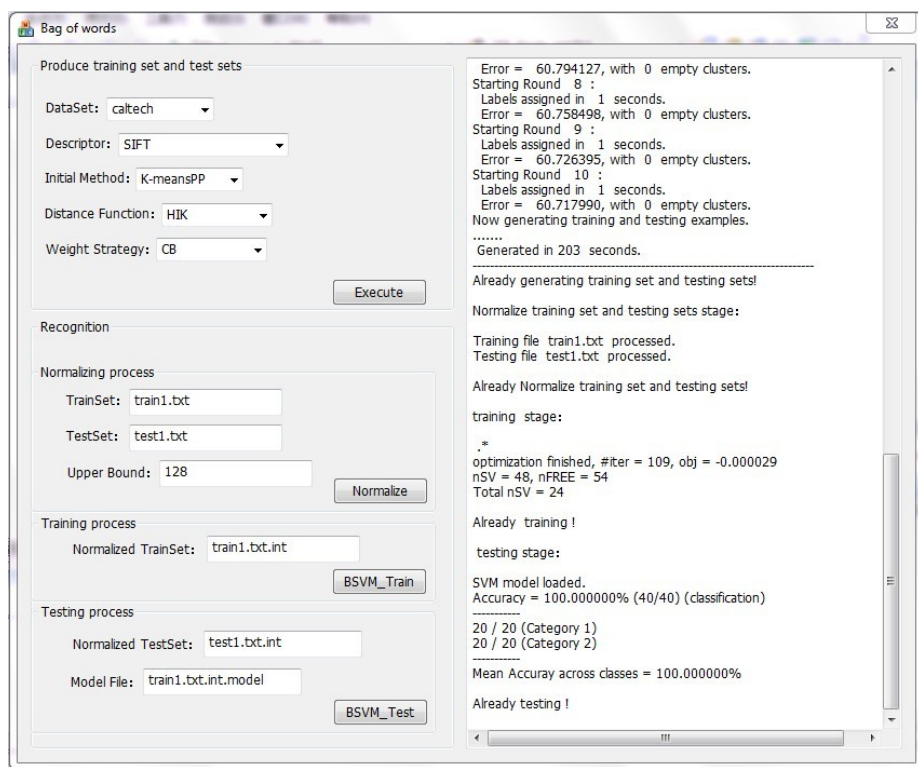 Bag of words
Produce training set and test sets
DataSet: caltech
Descriptor: SIFT
Initial Method: K-meansPP
Distance Function: HIK
Weight Strategy: CB
Execute
Recognition
Normalizing process
TrainSet: train1.txt
TestSet: test1.txt
Upper Bound: 128
Normalize
Training process
Normalized TrainSet: train1.txt.int
BSVM_Train
Testing process
Normalized TestSet: test1.txt.int
Model File: train1.txt.int.model
BSVM_Test
Error = 60.794127, with 0 empty clusters.
Starting Round 8 :
Labels assigned in 1 seconds.
Error = 60.758498, with 0 empty clusters.
Starting Round 9 :
Labels assigned in 1 seconds.
Error = 60.726395, with 0 empty clusters.
Starting Round 10 :
Labels assigned in 1 seconds.
Error = 60.717990, with 0 empty clusters.
Now generating training and testing examples.
.......
Generated in 203 seconds.
--------------------------------------------------------------------------------
Already generating training set and testing sets!
Normalize training set and testing sets stage:
Training file train1.txt processed.
Testing file test1.txt processed.
Already Normalize training set and testing sets!
training stage:
.*
optimization finished, #iter = 109, obj = -0.000029
nSV = 48, nFREE = 54
Total nSV = 24
Already training !
testing stage:
SVM model loaded.
Accuracy = 100.000000% (40/40) (classification)
-----------
20 / 20 (Category 1)
20 / 20 (Category 2)
-----------
Mean Accuray across classes = 100.000000%
Already testing !